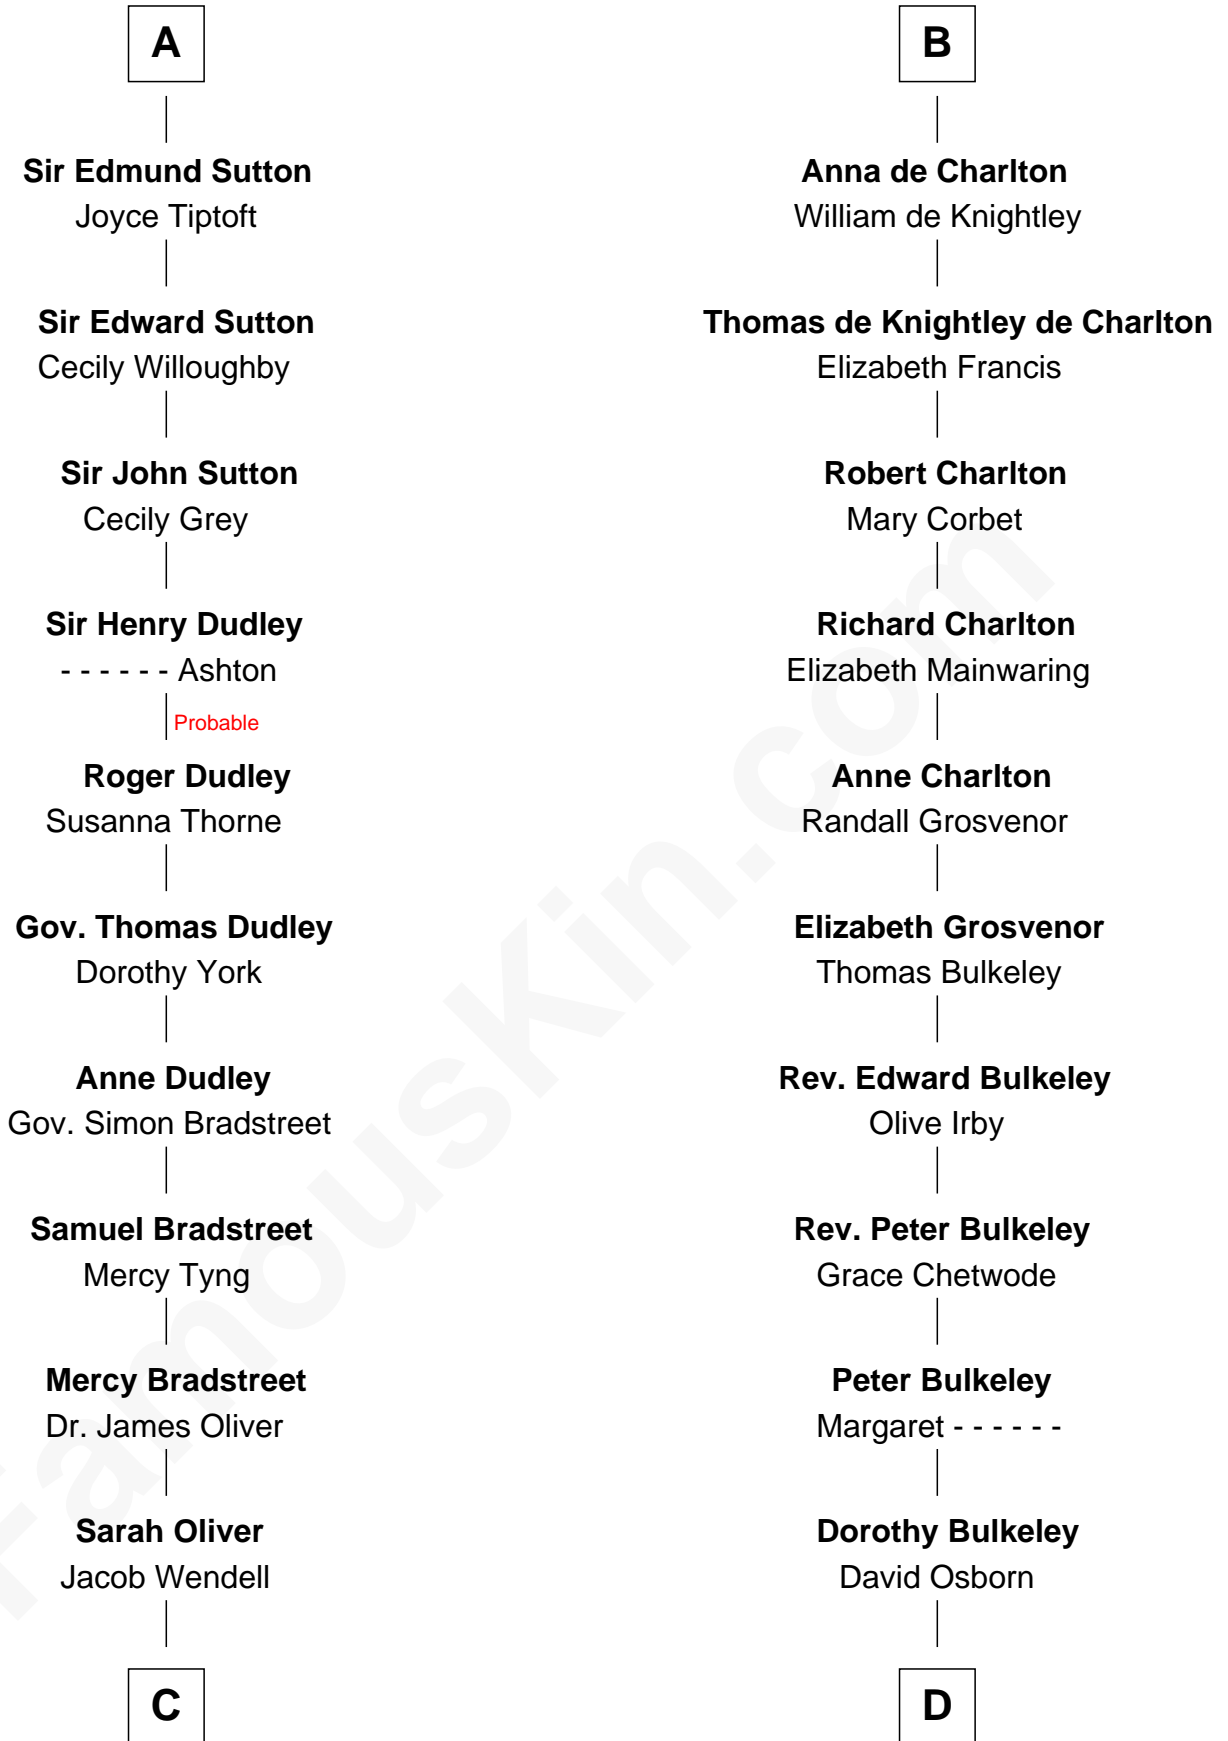 A
Sir Edmund Sutton
Joyce Tiptoft
Sir Edward Sutton
Cecily Willoughby
Sir John Sutton
Cecily Grey
Sir Henry Dudley
- - - - - - Ashton
Probable
Roger Dudley
Susanna Thorne
Gov. Thomas Dudley
Dorothy York
Anne Dudley
Gov. Simon Bradstreet
Samuel Bradstreet
Mercy Tyng
Mercy Bradstreet
Dr. James Oliver
Sarah Oliver
Jacob Wendell
C
B
Anna de Charlton
William de Knightley
Thomas de Knightley de Charlton
Elizabeth Francis
Robert Charlton
Mary Corbet
Richard Charlton
Elizabeth Mainwaring
Anne Charlton
Randall Grosvenor
Elizabeth Grosvenor
Thomas Bulkeley
Rev. Edward Bulkeley
Olive Irby
Rev. Peter Bulkeley
Grace Chetwode
Peter Bulkeley
Margaret - - - - - -
Dorothy Bulkeley
David Osborn
D
FamousKin.com